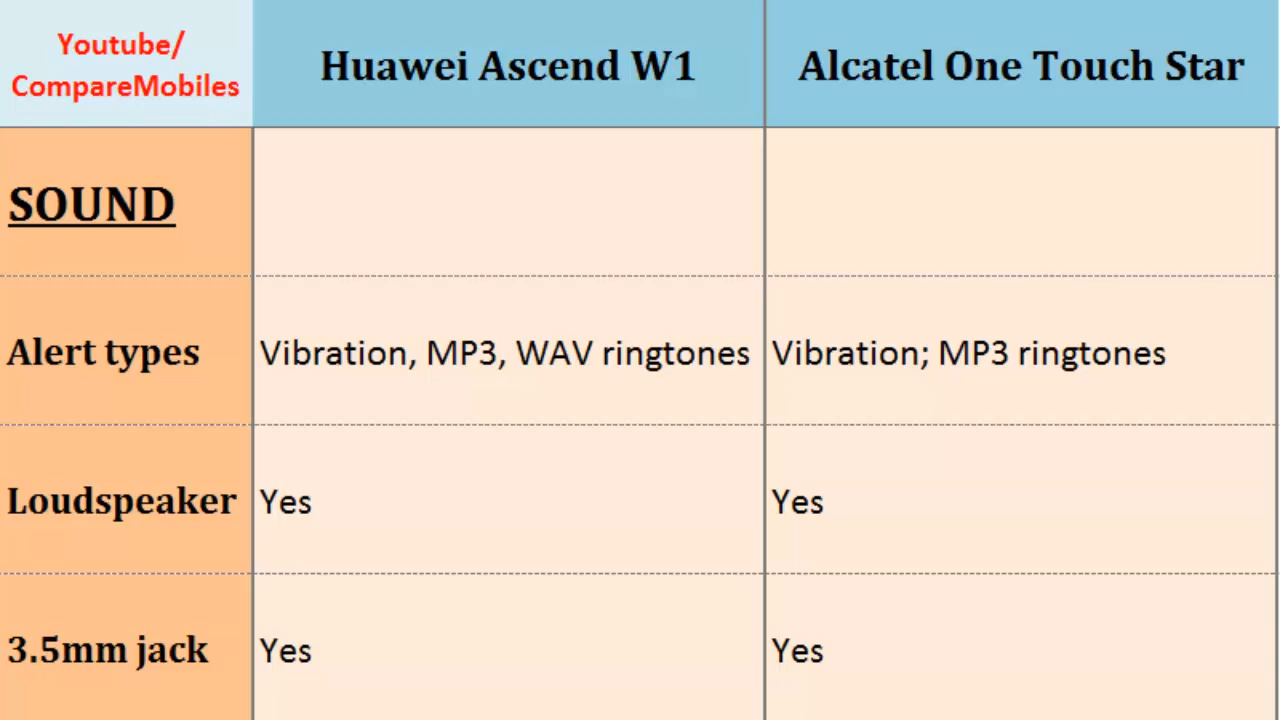 Youtube/
CompareMobiles
Huawei Ascend W1
Alcatel One Touch Star
SOUND
Alert types
Vibration, MP3, WAV ringtones
Vibration; MP3 ringtones
Loudspeaker
Yes
Yes
3.5mm jack
Yes
Yes